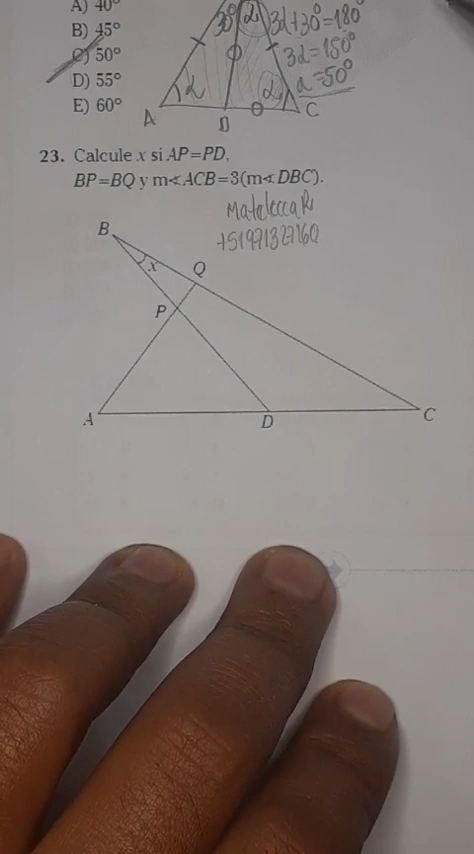 A) 40°
B) 45°
C) 50°
D) 55°
E) 60°
30° α 3α+30°=180°
3α=150°
α=50°
α α
A D C
23. Calcule x si AP=PD,
BP=BQ y m∢ACB=3(m∢DBC).
+51971327160
B
x Q
P
A D C